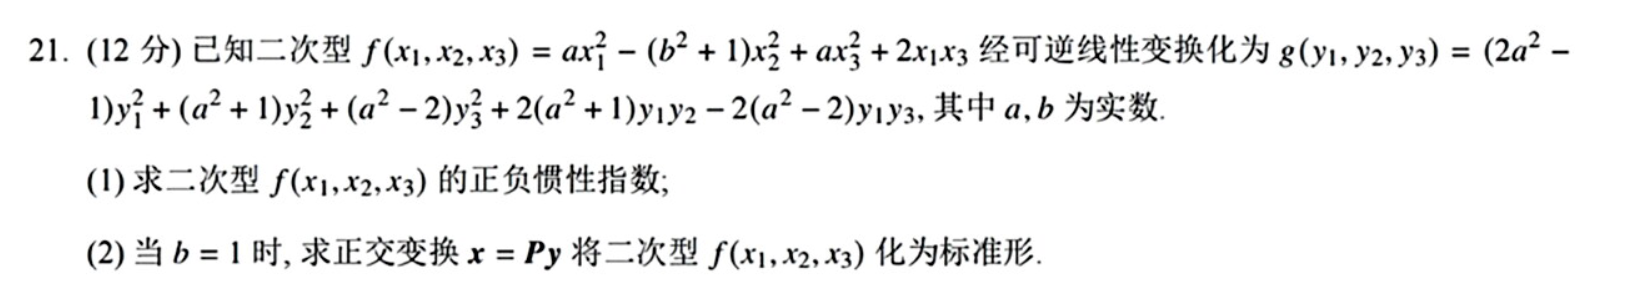 21. (12 分) 已知二次型 f(x₁, x₂, x₃) = ax₁² − (b² + 1)x₂² + ax₃² + 2x₁x₃ 经可逆线性变换化为 g(y₁, y₂, y₃) = (2a² −
1)y₁² + (a² + 1)y₂² + (a² − 2)y₃² + 2(a² + 1)y₁y₂ − 2(a² − 2)y₁y₃, 其中 a, b 为实数.
(1) 求二次型 f(x₁, x₂, x₃) 的正负惯性指数;
(2) 当 b = 1 时, 求正交变换 x = Py 将二次型 f(x₁, x₂, x₃) 化为标准形.